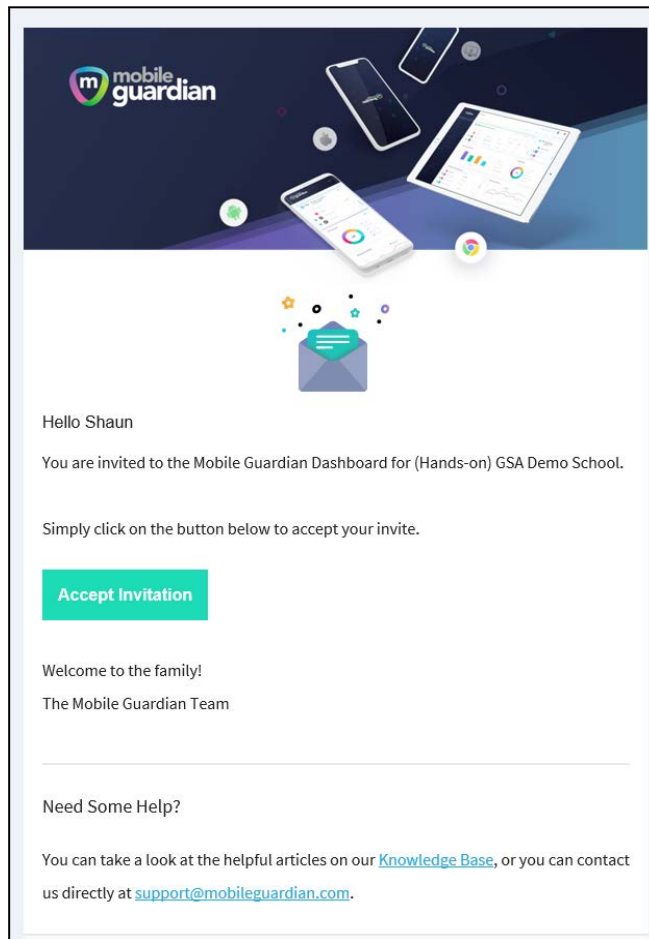 mobile
guardian
Hello Shaun
You are invited to the Mobile Guardian Dashboard for (Hands-on) GSA Demo School.
Simply click on the button below to accept your invite.
Accept Invitation
Welcome to the family!
The Mobile Guardian Team
Need Some Help?
You can take a look at the helpful articles on our Knowledge Base, or you can contact
us directly at support@mobileguardian.com.